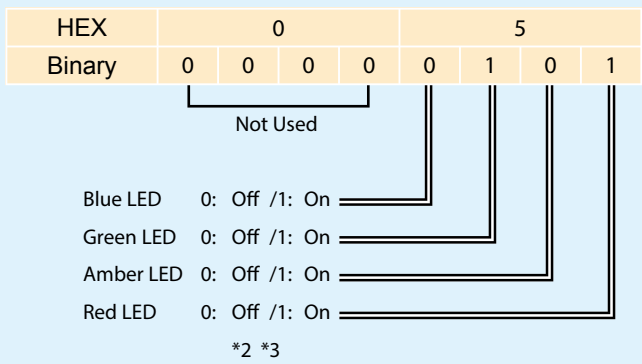 HEX 0 5
Binary 0 0 0 0 0 1 0 1
Not Used
Blue LED 0: Off /1: On
Green LED 0: Off /1: On
Amber LED 0: Off /1: On
Red LED 0: Off /1: On
*2 *3